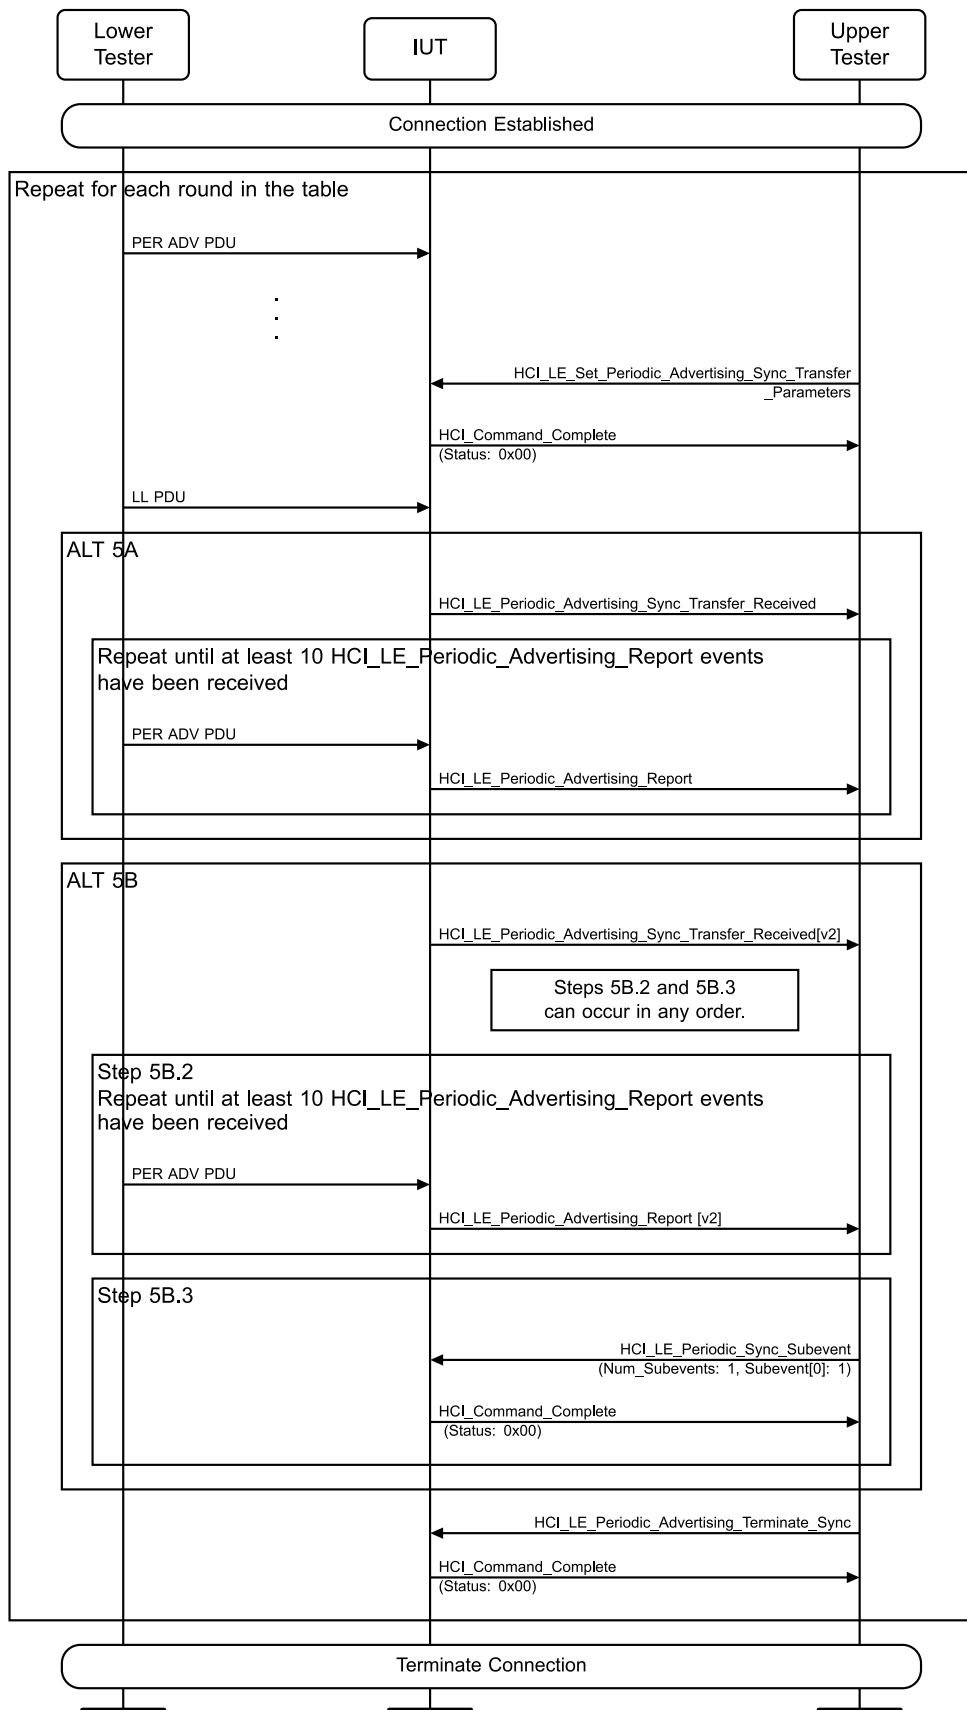 Lower
Tester
IUT
Upper
Tester
Connection Established
Repeat for each round in the table
PER ADV PDU
HCI_LE_Set_Periodic_Advertising_Sync_Transfer
_Parameters
HCI_Command_Complete
(Status: 0x00)
LL PDU
ALT 5A
HCI_LE_Periodic_Advertising_Sync_Transfer_Received
Repeat until at least 10 HCI_LE_Periodic_Advertising_Report events
have been received
PER ADV PDU
HCI_LE_Periodic_Advertising_Report
ALT 5B
HCI_LE_Periodic_Advertising_Sync_Transfer_Received[v2]
Steps 5B.2 and 5B.3
can occur in any order.
Step 5B.2
Repeat until at least 10 HCI_LE_Periodic_Advertising_Report events
have been received
PER ADV PDU
HCI_LE_Periodic_Advertising_Report [v2]
Step 5B.3
HCI_LE_Periodic_Sync_Subevent
(Num_Subevents: 1, Subevent[0]: 1)
HCI_Command_Complete
(Status: 0x00)
HCI_LE_Periodic_Advertising_Terminate_Sync
HCI_Command_Complete
(Status: 0x00)
Terminate Connection